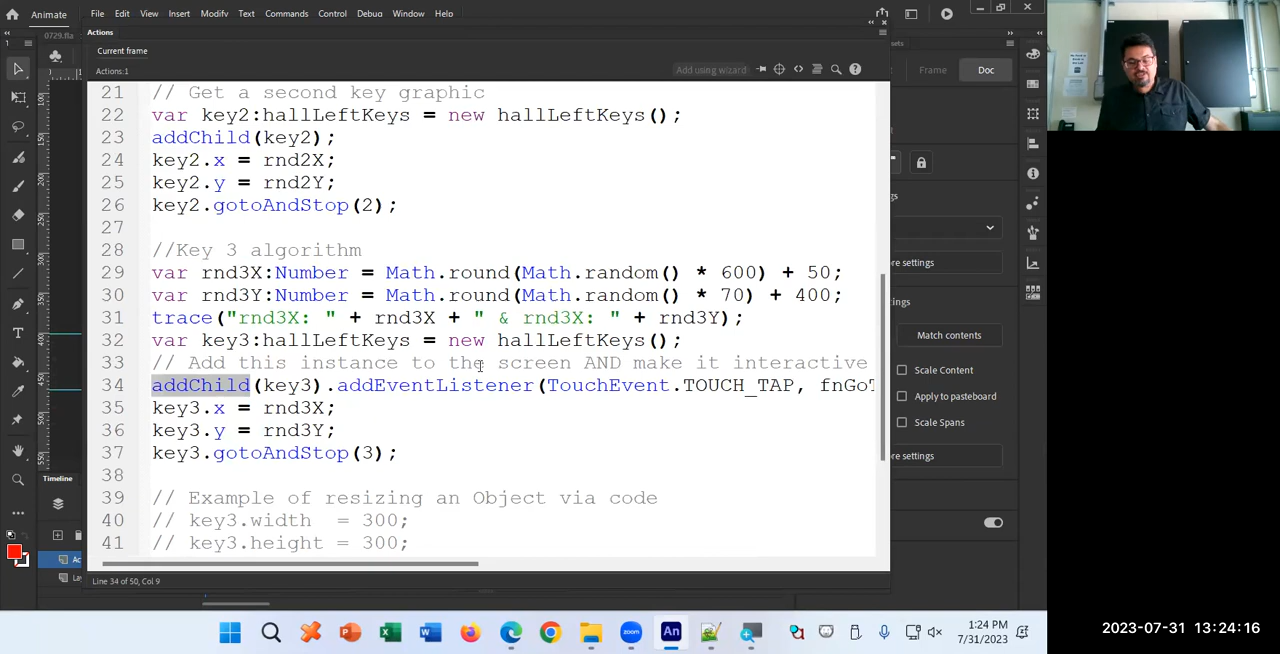 Animate File Edit View Insert Modify Text Commands Control Debug Window Help
0729.fla
Actions
Current frame
Actions:1
Add using wizard
Frame Doc
21 // Get a second key graphic
22 var key2:hallLeftKeys = new hallLeftKeys();
23 addChild(key2);
24 key2.x = rnd2X;
25 key2.y = rnd2Y;
26 key2.gotoAndStop(2);
27
28 //Key 3 algorithm
29 var rnd3X:Number = Math.round(Math.random() * 600) + 50;
30 var rnd3Y:Number = Math.round(Math.random() * 70) + 400;
31 trace("rnd3X: " + rnd3X + " & rnd3X: " + rnd3Y);
32 var key3:hallLeftKeys = new hallLeftKeys();
33 // Add this instance to the screen AND make it interactive
34 addChild(key3).addEventListener(TouchEvent.TOUCH_TAP, fnGoT
35 key3.x = rnd3X;
36 key3.y = rnd3Y;
37 key3.gotoAndStop(3);
38
39 // Example of resizing an Object via code
40 // key3.width = 300;
41 // key3.height = 300;
Line 34 of 50, Col 9
ore settings
Match contents
Scale Content
Apply to pasteboard
Scale Spans
ore settings
Timeline
1:24 PM
7/31/2023
2023-07-31 13:24:16